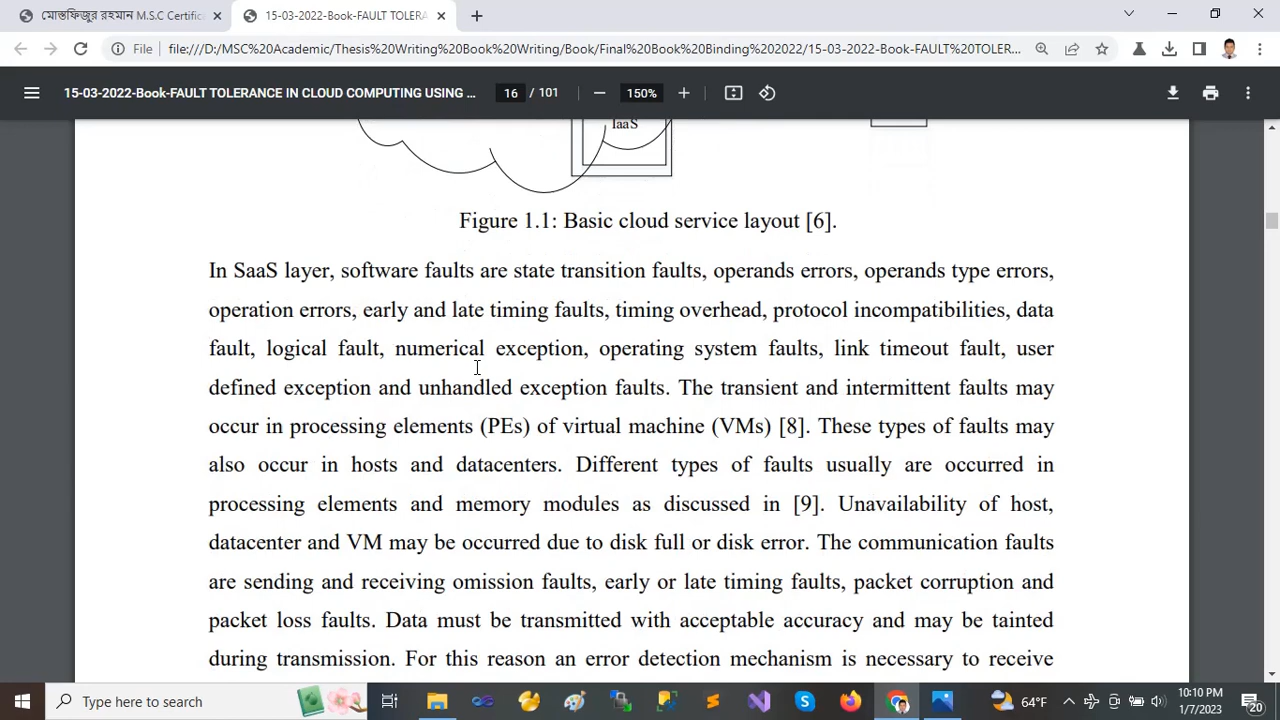 মোস্তাফিজুর রহমান M.S.C Certific
15-03-2022-Book-FAULT TOLERA
File
file:///D:/MSC%20Academic/Thesis%20Writing%20Book%20Writing/Book/Final%20Book%20Binding%202022/15-03-2022-Book-FAULT%20TOLER...
15-03-2022-Book-FAULT TOLERANCE IN CLOUD COMPUTING USING ...
16 / 101
150%
IaaS
Figure 1.1: Basic cloud service layout [6].
In SaaS layer, software faults are state transition faults, operands errors, operands type errors,
operation errors, early and late timing faults, timing overhead, protocol incompatibilities, data
fault, logical fault, numerical exception, operating system faults, link timeout fault, user
defined exception and unhandled exception faults. The transient and intermittent faults may
occur in processing elements (PEs) of virtual machine (VMs) [8]. These types of faults may
also occur in hosts and datacenters. Different types of faults usually are occurred in
processing elements and memory modules as discussed in [9]. Unavailability of host,
datacenter and VM may be occurred due to disk full or disk error. The communication faults
are sending and receiving omission faults, early or late timing faults, packet corruption and
packet loss faults. Data must be transmitted with acceptable accuracy and may be tainted
during transmission. For this reason an error detection mechanism is necessary to receive
Type here to search
64°F
10:10 PM
1/7/2023
20